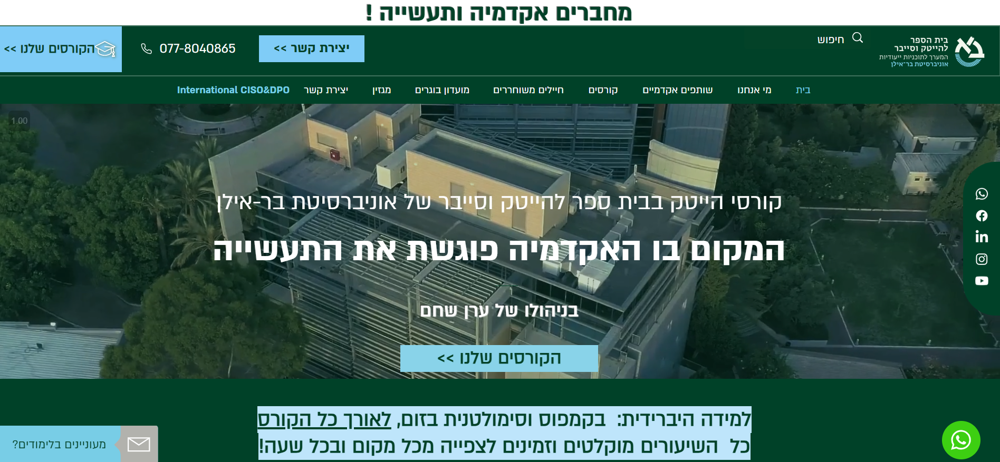 מחברים אקדמיה ותעשייה !
בית הספר
להייטק וסייבר
המערך לתוכניות ייעודיות
אוניברסיטת בר־אילן
חיפוש
יצירת קשר >>
077-8040865
הקורסים שלנו >>
בית
מי אנחנו
שותפים אקדמיים
קורסים
חיילים משוחררים
מועדון בוגרים
מגזין
יצירת קשר
International CISO&DPO
1.00
קורסי הייטק בבית ספר להייטק וסייבר של אוניברסיטת בר-אילן
המקום בו האקדמיה פוגשת את התעשייה
בניהולו של ערן שחם
הקורסים שלנו >>
למידה היברידית:  בקמפוס וסימולטנית בזום, לאורך כל הקורס
כל  השיעורים מוקלטים וזמינים לצפייה מכל מקום ובכל שעה!
מעוניינים בלימודים?